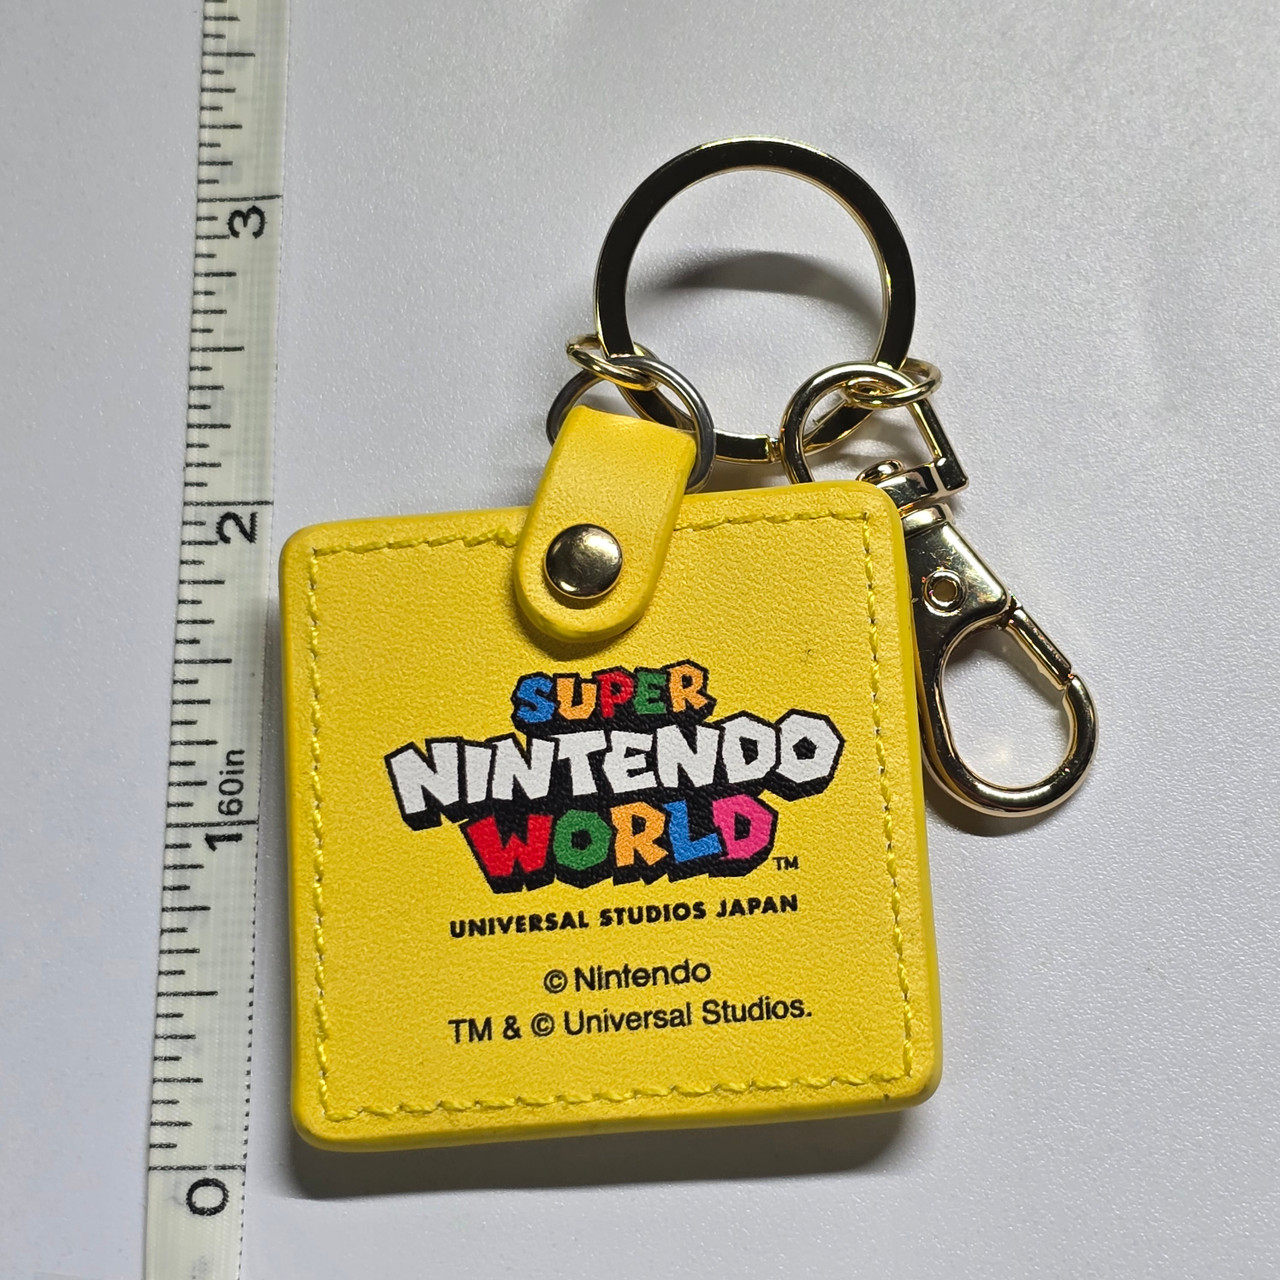 SUPER
NINTENDO
WORLD™
UNIVERSAL STUDIOS JAPAN
© Nintendo
TM & © Universal Studios.
3
2
1 60in
0